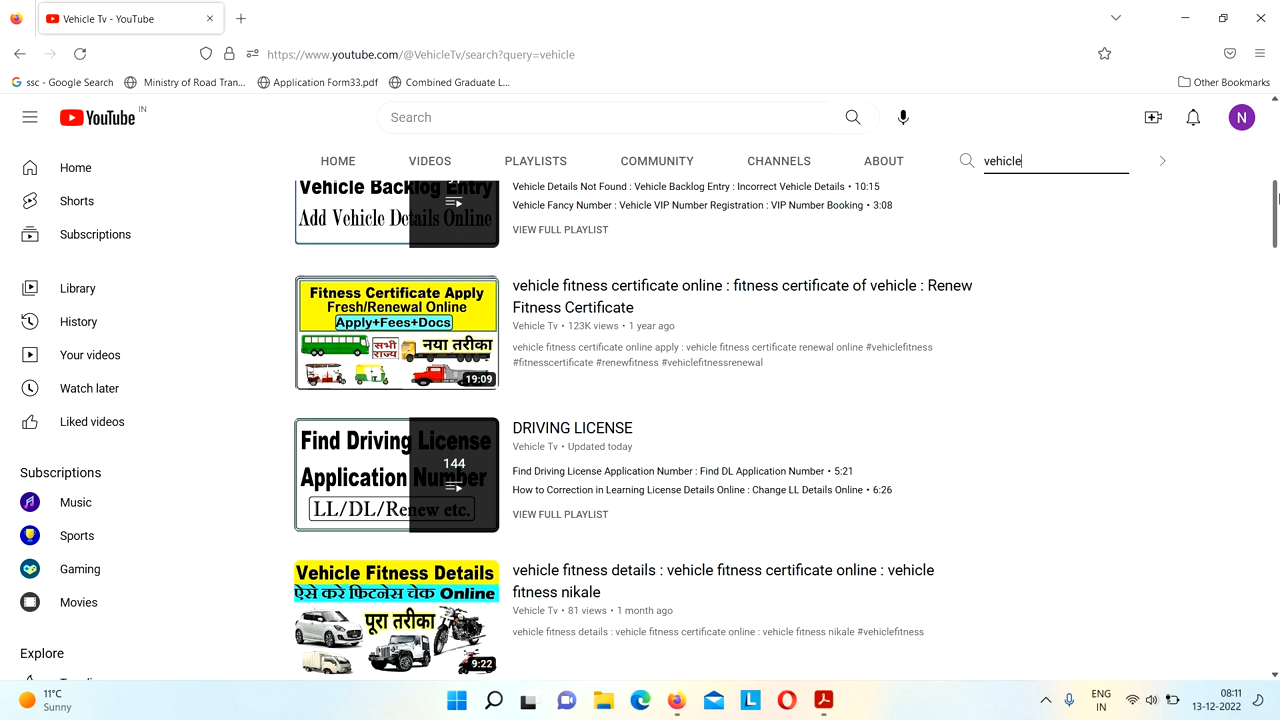 Vehicle Tv - YouTube
https://www.youtube.com/@VehicleTv/search?query=vehicle
ssc - Google Search
Ministry of Road Tran...
Application Form33.pdf
Combined Graduate L...
Other Bookmarks
YouTube
IN
Search
N
HOME
VIDEOS
PLAYLISTS
COMMUNITY
CHANNELS
ABOUT
vehicle
Home
Shorts
Subscriptions
Library
History
Your videos
Watch later
Liked videos
Subscriptions
Music
Sports
Gaming
Movies
Explore
Vehicle Backlog Entry
Add Vehicle Details Online
Vehicle Details Not Found : Vehicle Backlog Entry : Incorrect Vehicle Details • 10:15
Vehicle Fancy Number : Vehicle VIP Number Registration : VIP Number Booking • 3:08
VIEW FULL PLAYLIST
Fitness Certificate Apply
Fresh/Renewal Online
Apply+Fees+Docs
सभी
राज्य
नया तरीका
19:09
vehicle fitness certificate online : fitness certificate of vehicle : Renew
Fitness Certificate
Vehicle Tv • 123K views • 1 year ago
vehicle fitness certificate online apply : vehicle fitness certificate renewal online #vehiclefitness
#fitnesscertificate #renewfitness #vehiclefitnessrenewal
Find Driving License
Application Number
LL/DL/Renew etc.
144
DRIVING LICENSE
Vehicle Tv • Updated today
Find Driving License Application Number : Find DL Application Number • 5:21
How to Correction in Learning License Details Online : Change LL Details Online • 6:26
VIEW FULL PLAYLIST
Vehicle Fitness Details
ऐसे करे फिटनेस चेक Online
पूरा तरीका
9:22
vehicle fitness details : vehicle fitness certificate online : vehicle
fitness nikale
Vehicle Tv • 81 views • 1 month ago
vehicle fitness details : vehicle fitness certificate online : vehicle fitness nikale #vehiclefitness
11°C
Sunny
ENG
IN
08:11
13-12-2022